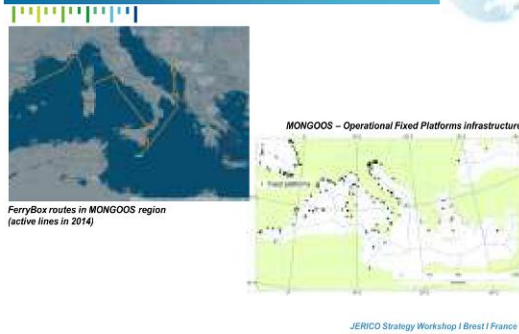 MONGOOS – Operational Fixed Platforms infrastructure
Fixed platforms
FerryBox routes in MONGOOS region
(active lines in 2014)
JERICO Strategy Workshop I Brest I France